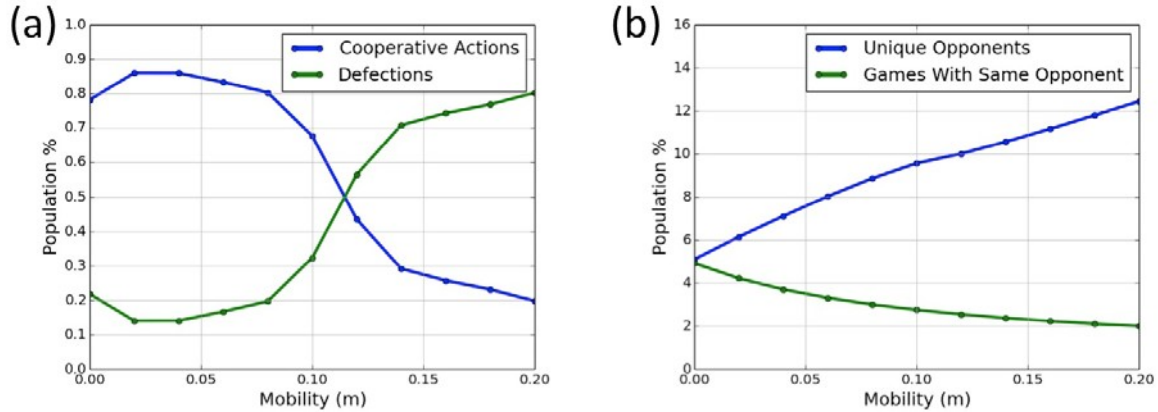 (a)
Population %
1.0
0.9
0.8
0.7
0.6
0.5
0.4
0.3
0.2
0.1
0.0
Cooperative Actions
Defections
0.00 0.05 0.10 0.15 0.20
Mobility (m)
(b)
Population %
16
14
12
10
8
6
4
2
0
Unique Opponents
Games With Same Opponent
0.00 0.05 0.10 0.15 0.20
Mobility (m)